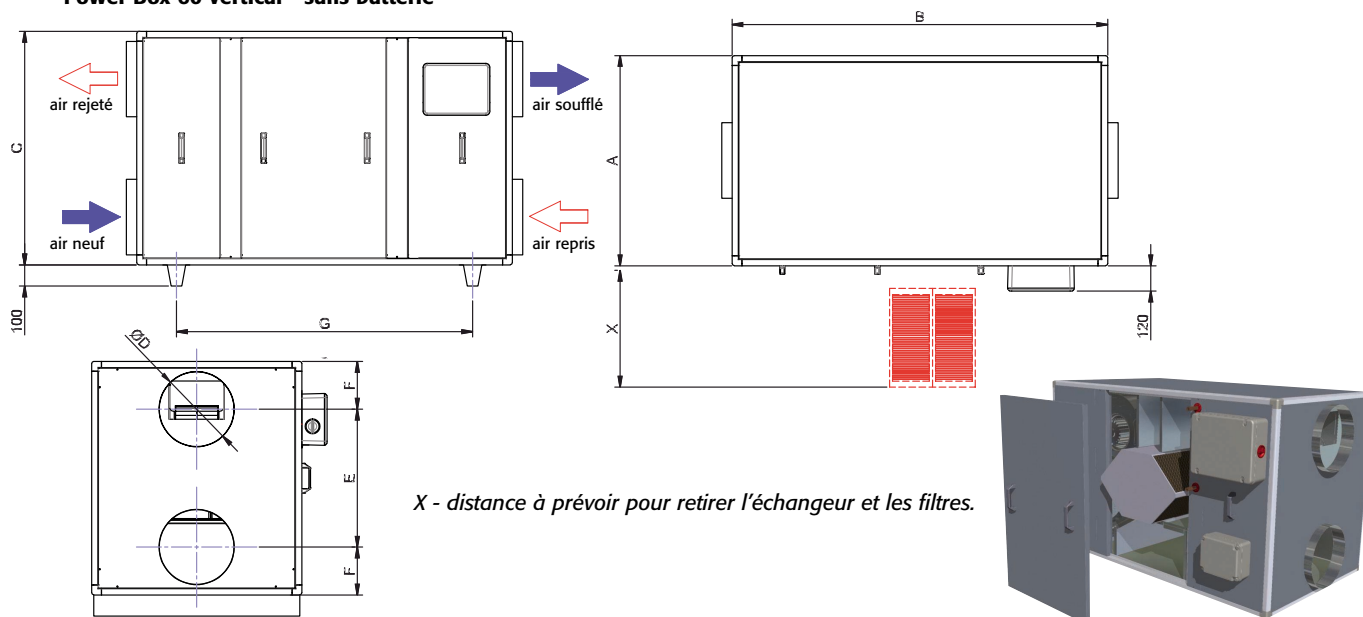 Power Box vertical sans batterie
B
air rejeté
air soufflé
C
A
air neuf
air repris
100
G
X
120
ØD
F
E
F
X - distance à prévoir pour retirer l'échangeur et les filtres.